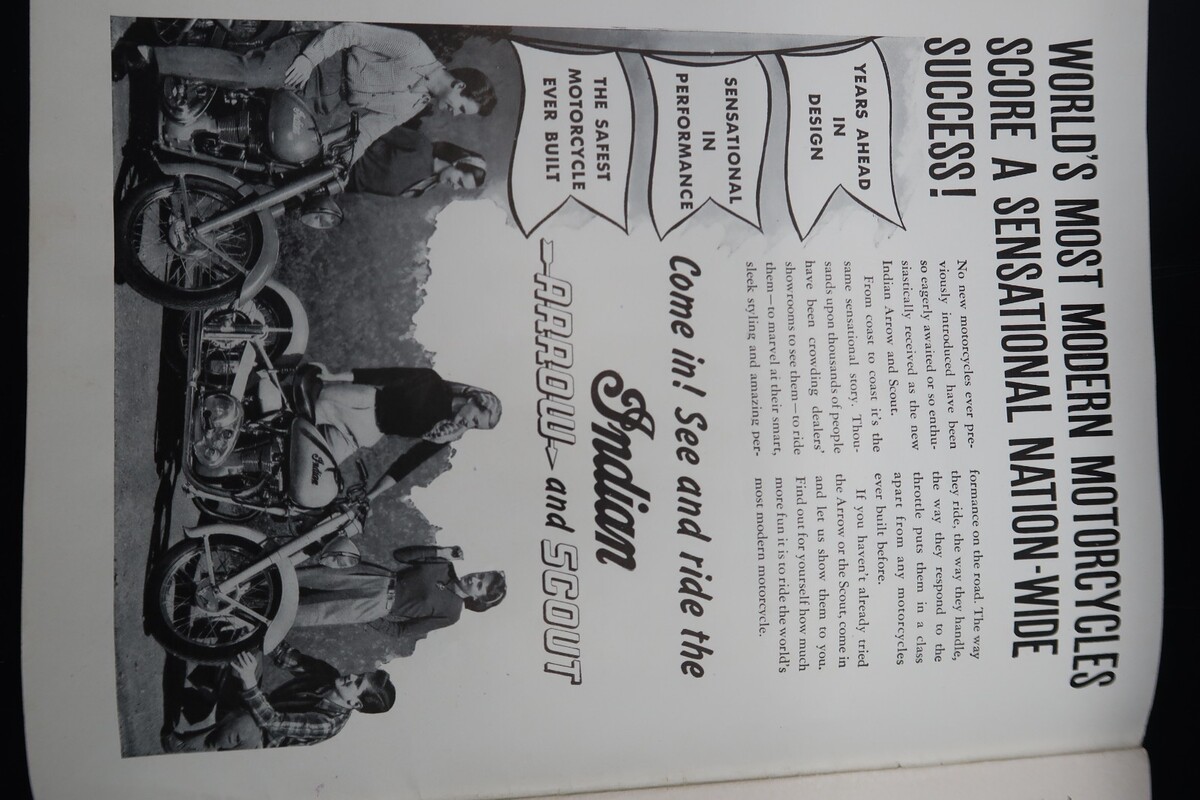 WORLD'S MOST MODERN MOTORCYCLES
SCORE A SENSATIONAL NATION-WIDE
SUCCESS!
YEARS AHEAD
IN
DESIGN
SENSATIONAL
IN
PERFORMANCE
THE SAFEST
MOTORCYCLE
EVER BUILT
No new motorcycles ever pre-
viously introduced have been
so eagerly awaited or so enthu-
siastically received as the new
Indian Arrow and Scout.
From coast to coast it's the
same sensational story. Thou-
sands upon thousands of people
have been crowding dealers'
showrooms to see them—to ride
them—to marvel at their smart,
sleek styling and amazing per-
formance on the road. The way
they ride, the way they handle,
the way they respond to the
throttle puts them in a class
apart from any motorcycles
ever built before.
If you haven't already tried
the Arrow or the Scout, come in
and let us show them to you.
Find out for yourself how much
more fun it is to ride the world's
most modern motorcycle.
Come in! See and ride the
Indian
ARROW and SCOUT
Indian